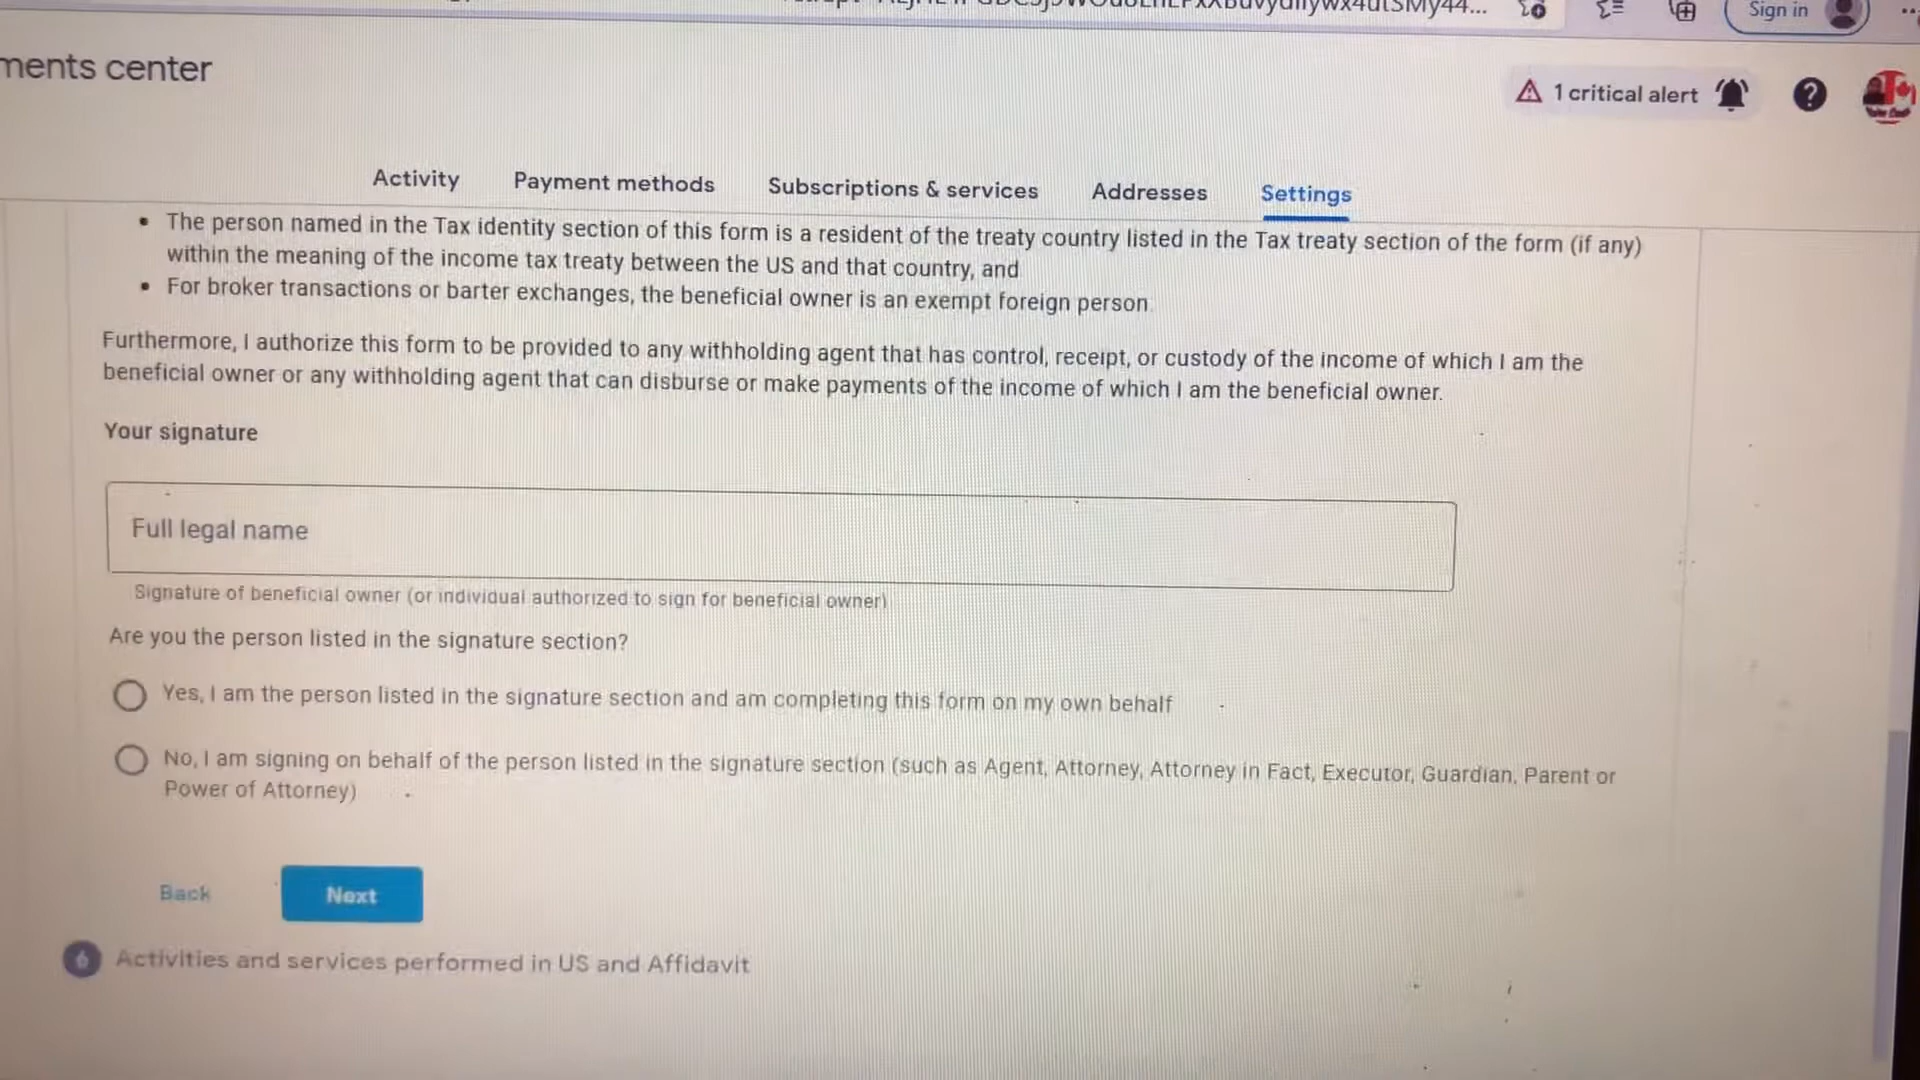 Sign in
ments center
1 critical alert
Activity
Payment methods
Subscriptions & services
Addresses
Settings
• The person named in the Tax identity section of this form is a resident of the treaty country listed in the Tax treaty section of the form (if any)
within the meaning of the income tax treaty between the US and that country, and
• For broker transactions or barter exchanges, the beneficial owner is an exempt foreign person
Furthermore, I authorize this form to be provided to any withholding agent that has control, receipt, or custody of the income of which I am the
beneficial owner or any withholding agent that can disburse or make payments of the income of which I am the beneficial owner.
Your signature
Full legal name
Signature of beneficial owner (or individual authorized to sign for beneficial owner)
Are you the person listed in the signature section?
Yes, I am the person listed in the signature section and am completing this form on my own behalf
No, I am signing on behalf of the person listed in the signature section (such as Agent, Attorney, Attorney in Fact, Executor, Guardian, Parent or
Power of Attorney)
Back
Next
6 Activities and services performed in US and Affidavit